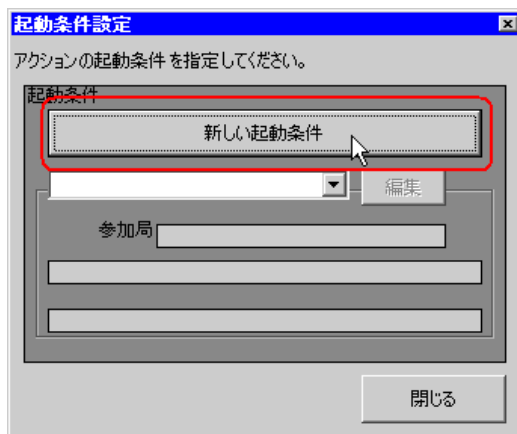 起動条件設定
アクションの起動条件を指定してください。
起動条件
新しい起動条件
編集
参加局
閉じる